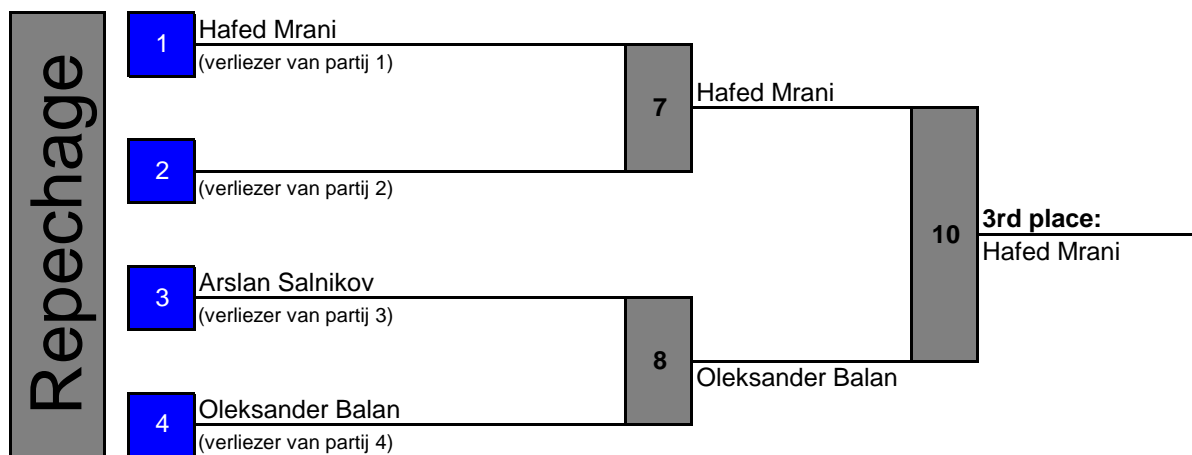 Repechage
1
Hafed Mrani
(verliezer van partij 1)
7
Hafed Mrani
2
(verliezer van partij 2)
10
3rd place:
Hafed Mrani
3
Arslan Salnikov
(verliezer van partij 3)
8
Oleksander Balan
4
Oleksander Balan
(verliezer van partij 4)